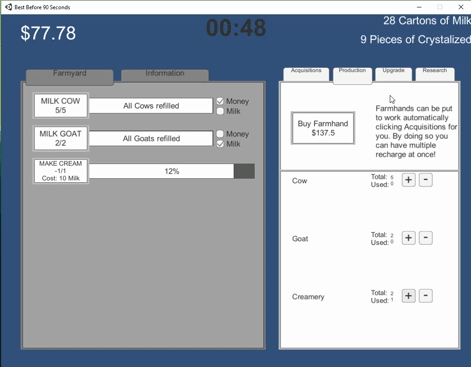 Best Before 90 Seconds
$77.78
00:48
28 Cartons of Milk
9 Pieces of Crystalized
Farmyard
Information
MILK COW
5/5
All Cows refilled
Money
Milk
MILK GOAT
2/2
All Goats refilled
Money
Milk
MAKE CREAM
-1/1
Cost: 10 Milk
12%
Acquisitions
Production
Upgrade
Research
Buy Farmhand
$137.5
Farmhands can be put
to work automatically
clicking Acquisitions for
you. By doing so you
can have multiple
recharge at once!
Cow
Total: 5
Used: 0
+
-
Goat
Total: 2
Used: 0
+
-
Creamery
Total: 2
Used: 1
+
-